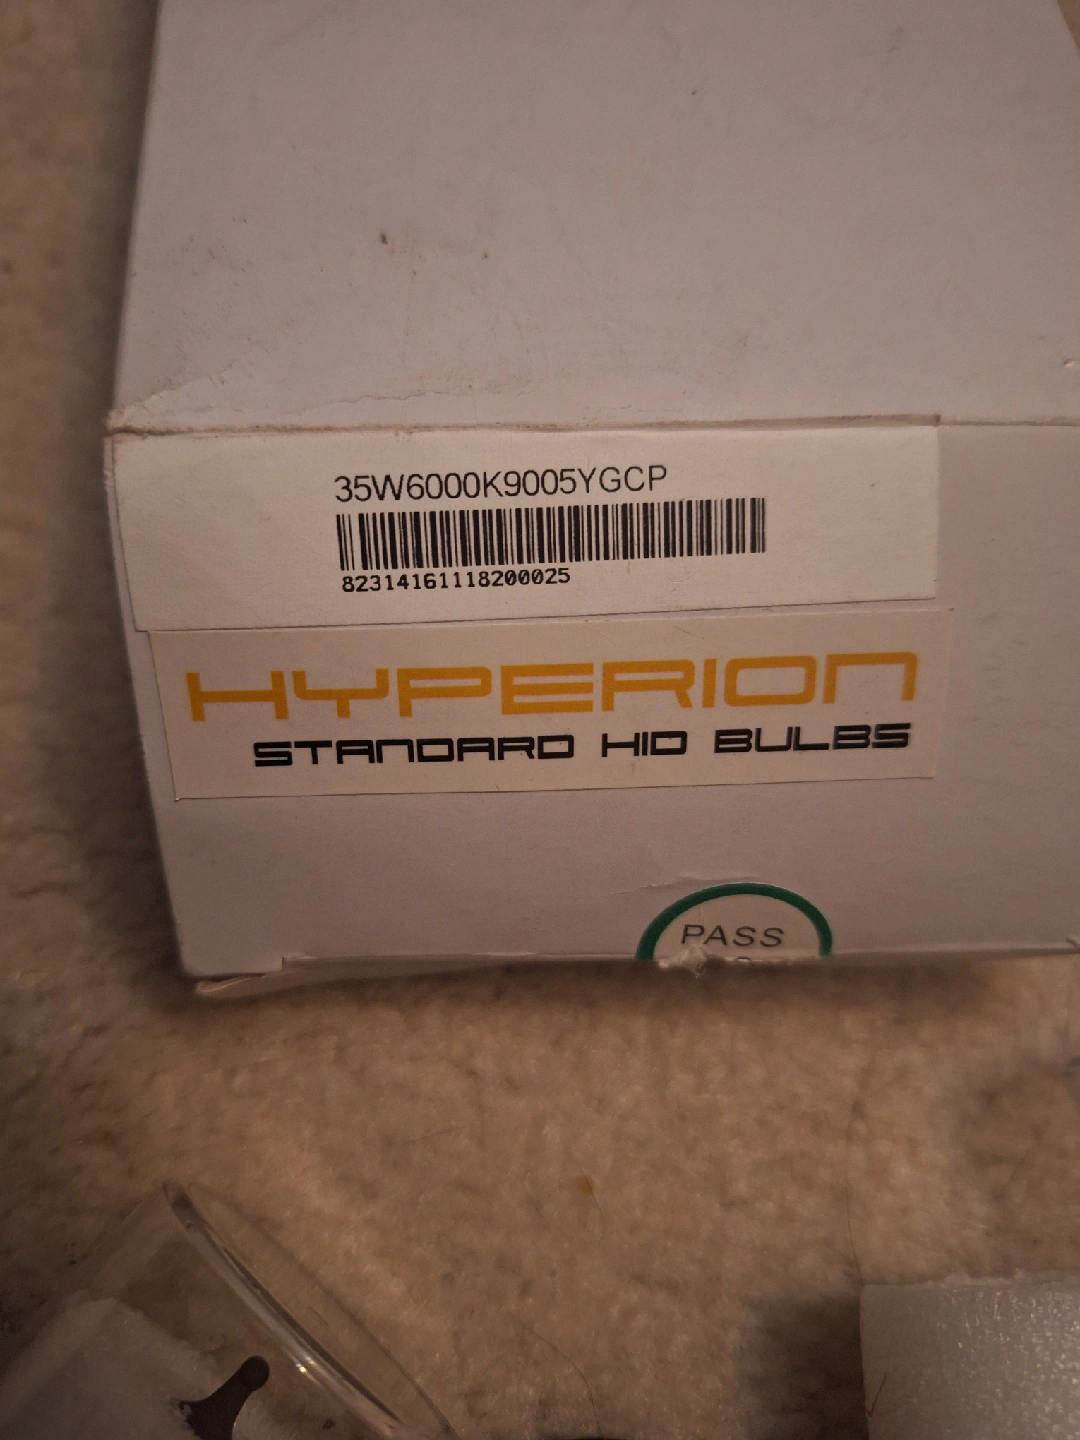 35W6000K9005YGCP
82314161118200025
HYPERION
STANDARD HID BULBS
PASS